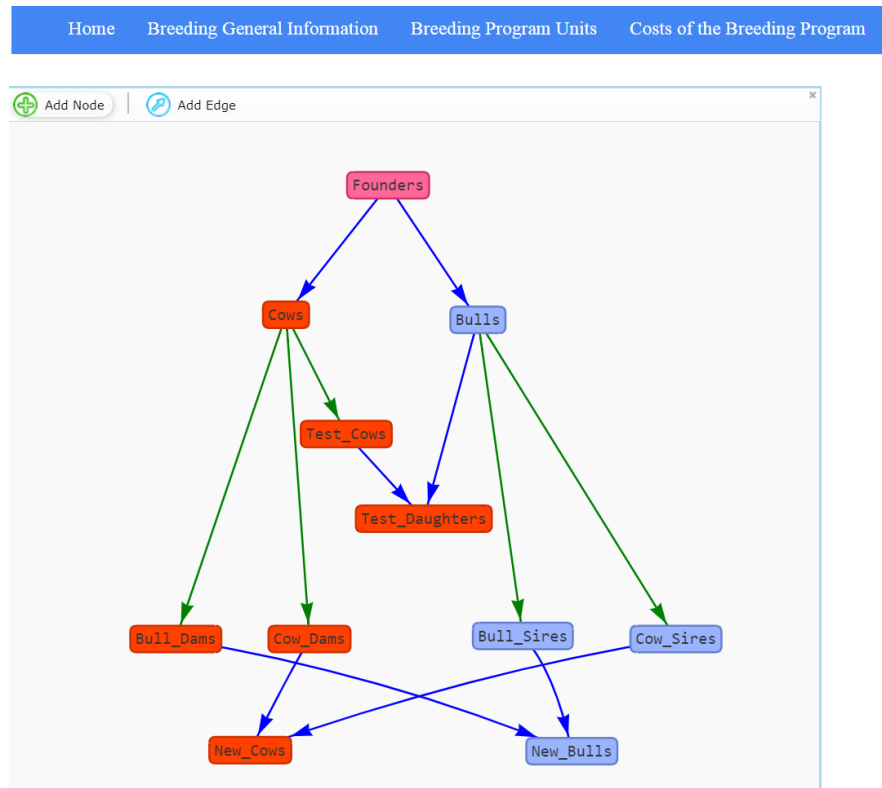 Home Breeding General Information Breeding Program Units Costs of the Breeding Program
Add Node Add Edge
Founders
Cows Bulls
Test_Cows
Test_Daughters
Bull_Dams Cow_Dams Bull_Sires Cow_Sires
New_Cows New_Bulls